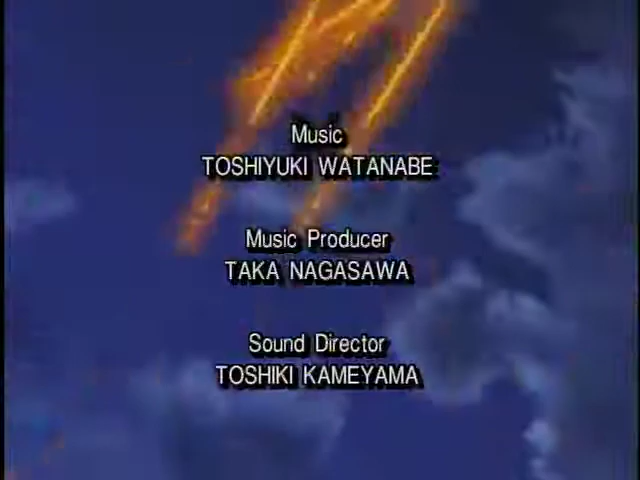 Music
TOSHIYUKI WATANABE
Music Producer
TAKA NAGASAWA
Sound Director
TOSHIKI KAMEYAMA